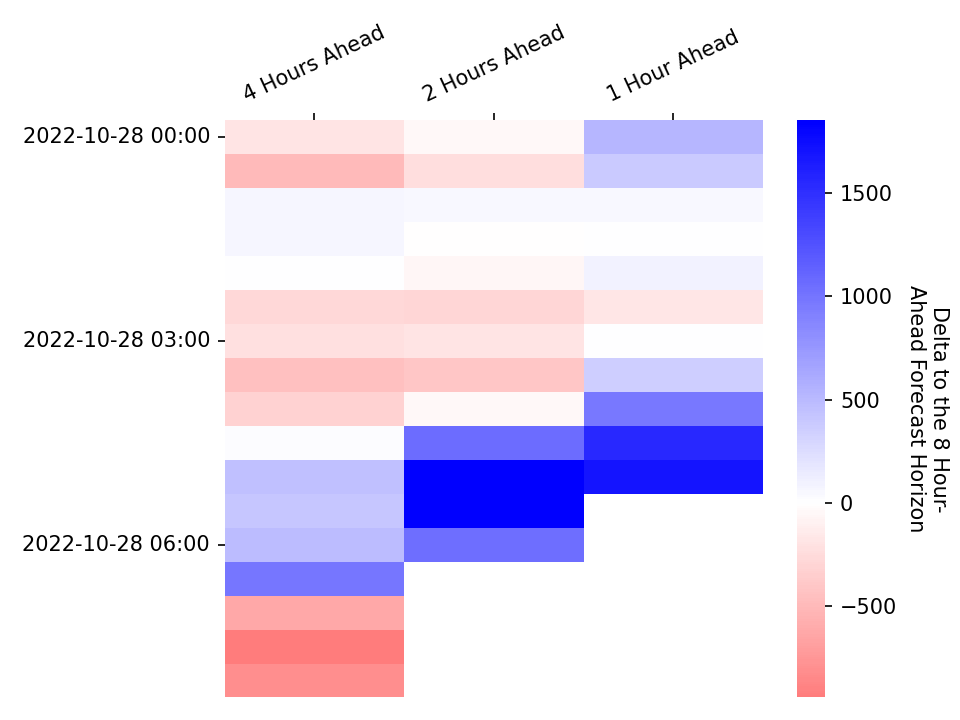 4 Hours Ahead
2 Hours Ahead
1 Hour Ahead
2022-10-28 00:00
2022-10-28 03:00
2022-10-28 06:00
1500
1000
500
0
−500
Delta to the 8 Hour-
Ahead Forecast Horizon